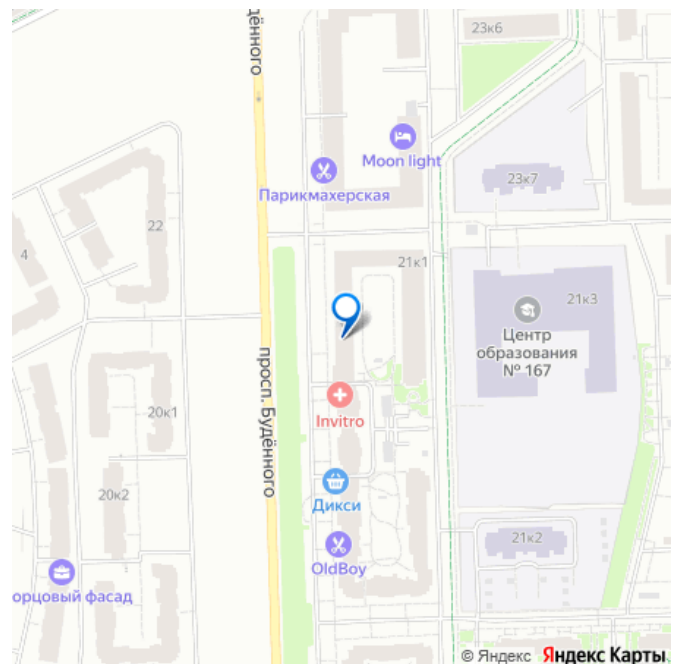 дённого
23к6
Moon light
Парикмахерская
23к7
22
4
21к1
21к3
Центр
образования
№ 167
просп. Будённого
Invitro
20к1
Дикси
20к2
21к2
OldBoy
орцовый фасад
© Яндекс Яндекс Карты